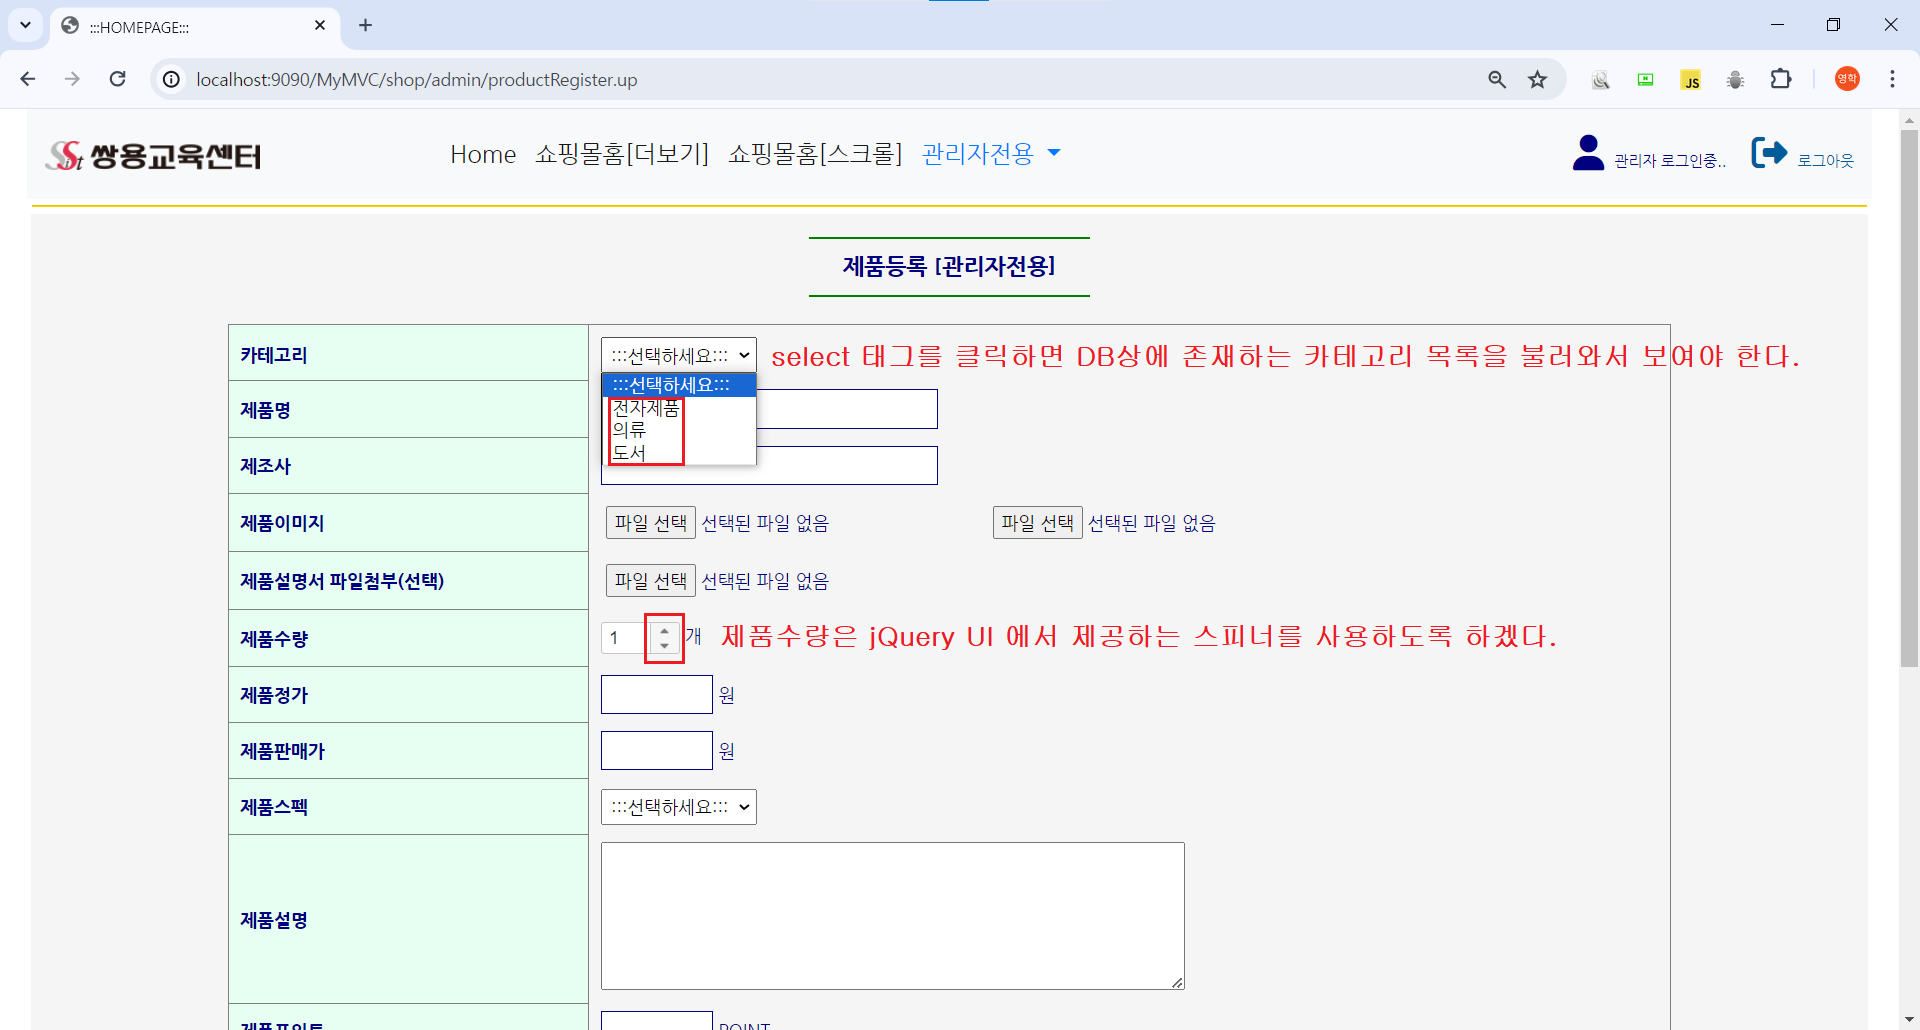 :::HOMEPAGE:::
localhost:9090/MyMVC/shop/admin/productRegister.up
JS
영학
Sist 쌍용교육센터
Home 쇼핑몰홈[더보기] 쇼핑몰홈[스크롤] 관리자전용
관리자 로그인중.. 로그아웃
제품등록 [관리자전용]
카테고리 :::선택하세요::: select 태그를 클릭하면 DB상에 존재하는 카테고리 목록을 불러와서 보여야 한다.
:::선택하세요:::
전자제품
의류
도서
제품명
제조사
제품이미지 파일 선택 선택된 파일 없음 파일 선택 선택된 파일 없음
제품설명서 파일첨부(선택) 파일 선택 선택된 파일 없음
제품수량 1 개 제품수량은 jQuery UI 에서 제공하는 스피너를 사용하도록 하겠다.
제품정가 원
제품판매가 원
제품스펙 :::선택하세요:::
제품설명
제품포인트 POINT